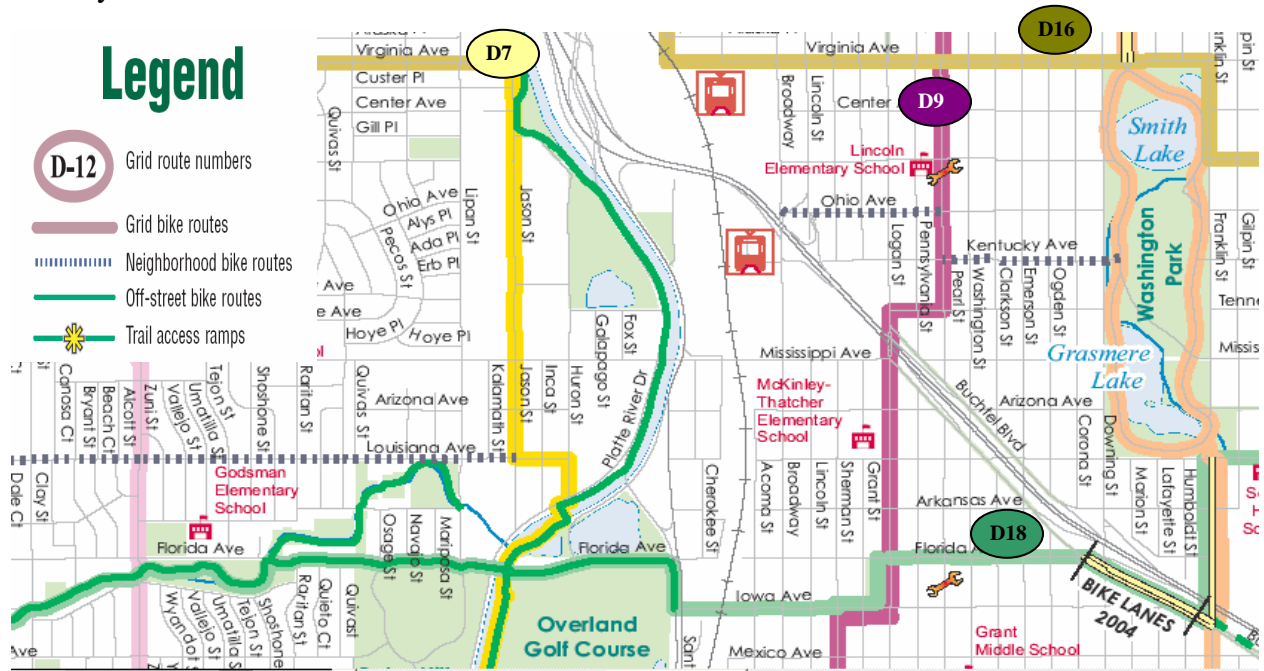 Legend
D-12
Grid route numbers
Grid bike routes
Neighborhood bike routes
Off-street bike routes
Trail access ramps
D7
D16
D9
D18
Virginia Ave
Virginia Ave
Custer Pl
Center Ave
Gill Pl
Quivas St
Broadway
Lincoln St
Center
Lincoln
Elementary School
Smith
Lake
Ohio Ave
Alys Pl
Ada Pl
Erb Pl
Pecos St
Lipan St
Jason St
Ohio Ave
Logan St
Pennsylvania St
Kentucky Ave
Pearl St
Washington St
Clarkson St
Emerson St
Ogden St
Washington
Park
Franklin St
Gilpin St
Ave
e Ave
Hoye Pl
Hoye Pl
Galapago St
Fox St
Tenne
Mississippi Ave
Missis
Grasmere
Lake
Canosa Ct
Bryant St
Beach Ct
Alcott St
Zuni St
Vallejo St
Umatilla St
Tejon St
Shoshone St
Raritan St
Quivas St
Arizona Ave
Kalamath St
Jason St
Inca St
Huron St
Platte River Dr
McKinley-
Thatcher
Elementary
School
Buchtel Blvd
Arizona Ave
Corona St
Downing St
Louisiana Ave
Dale Ct
Clay St
Godsman
Elementary
School
Cherokee St
Acoma St
Broadway
Lincoln St
Sherman St
Grant St
Arkansas Ave
Marion St
Lafayette St
Humboldt St
Florida Ave
Osage St
Navajo St
Mariposa St
Florida Ave
Florida A
Wyandot
Vallejo St
Umatilla S
Tejon St
Shoshone
Raritan St
Quieto Ct
Quivast
Iowa Ave
BIKE LANES
2004
Overland
Golf Course
Sant
Mexico Ave
Grant
Middle School
Ave